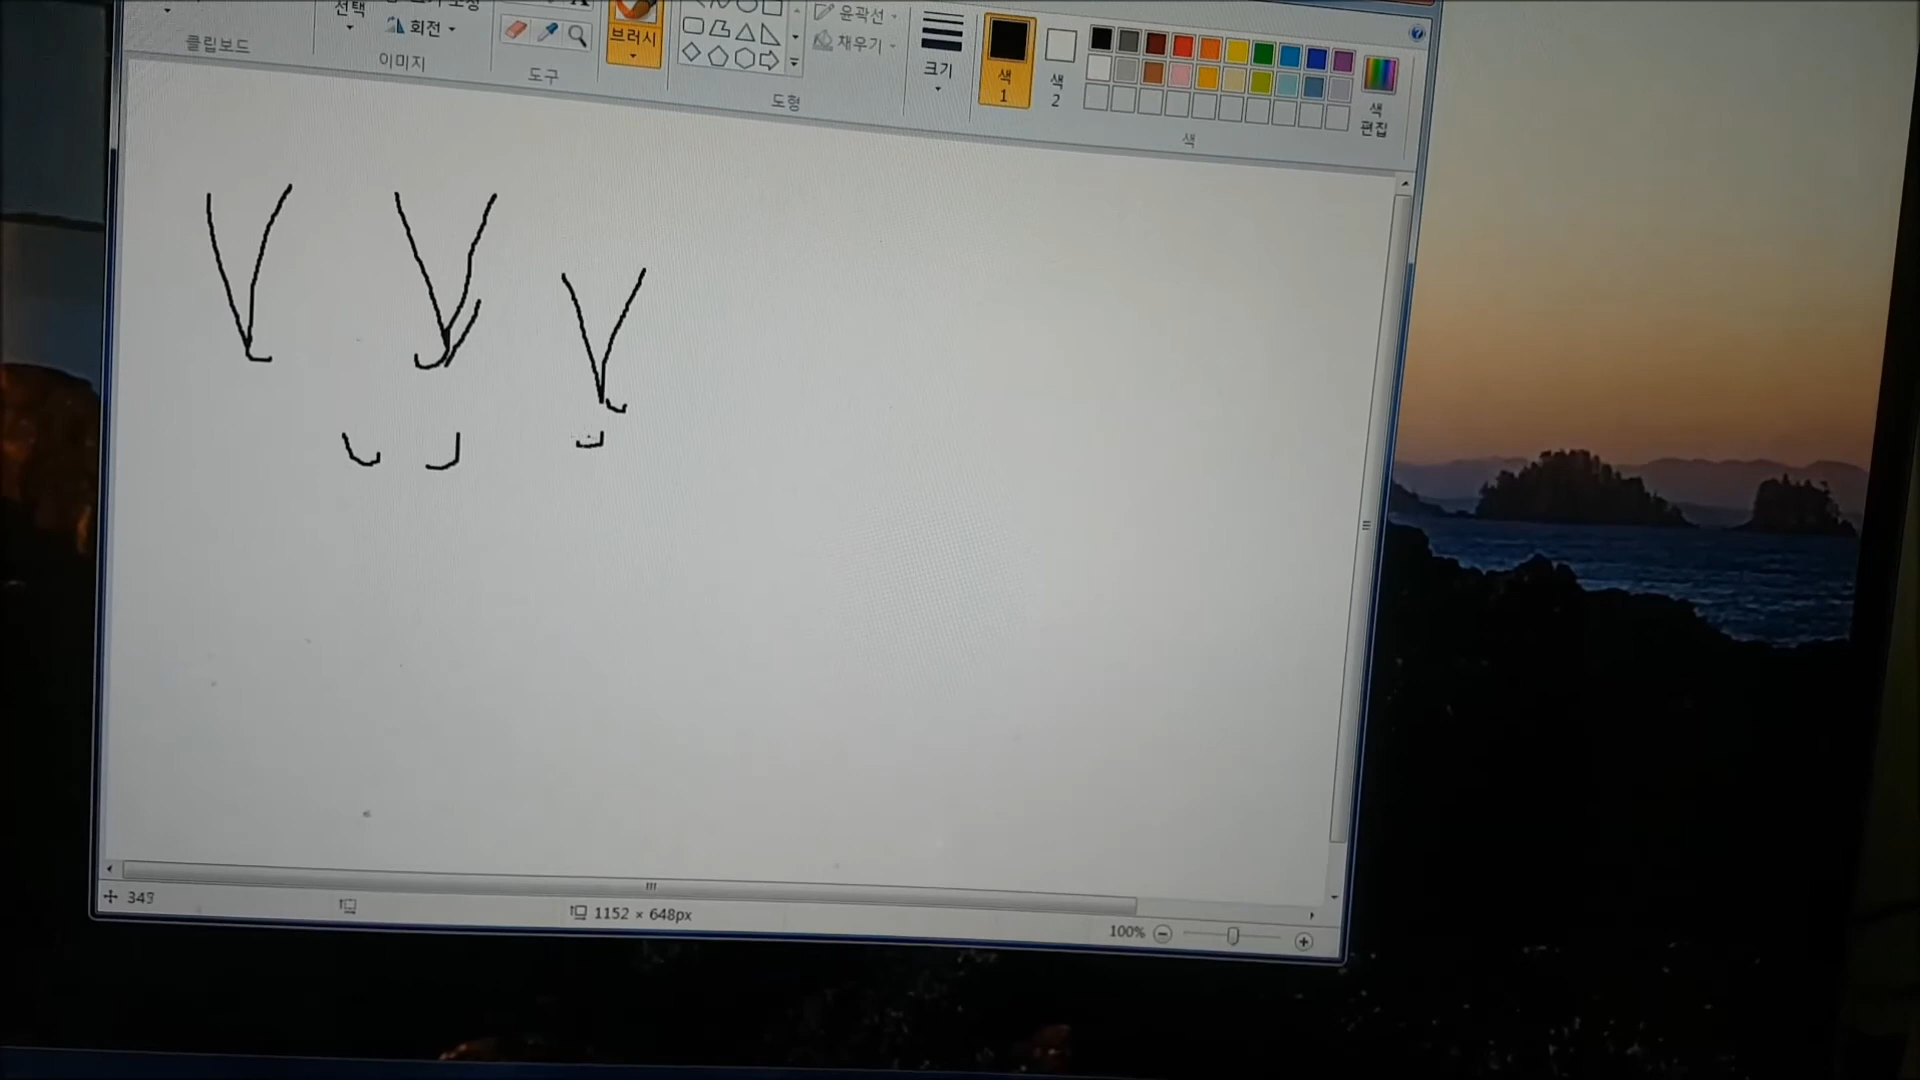 선택
회전
클립보드
이미지
도구
브러시
도형
윤곽선
채우기
크기
색
1
색
2
색
편집
색
349
1152 × 648px
100%